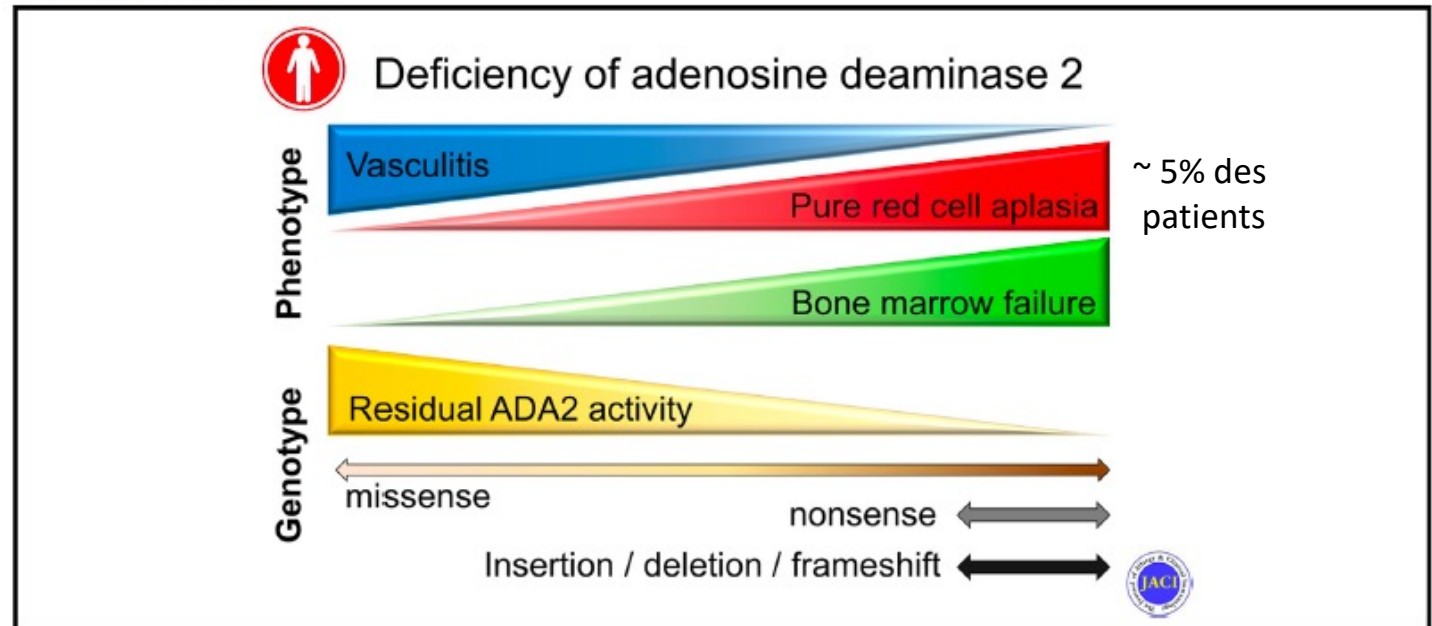 Deficiency of adenosine deaminase 2
Phenotype
Vasculitis
Pure red cell aplasia
~ 5% des
patients
Bone marrow failure
Genotype
Residual ADA2 activity
missense
nonsense
Insertion / deletion / frameshift
JACI